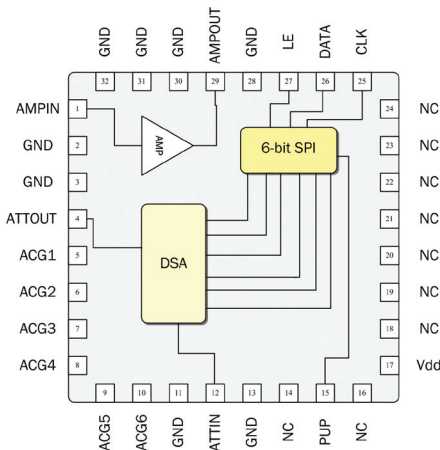 GND GND GND AMPOUT GND LE DATA CLK
32 31 30 29 28 27 26 25
AMPIN 1 24 NC
GND 2 AMP 6-bit SPI 23 NC
GND 3 22 NC
ATTOUT 4 21 NC
ACG1 5 DSA 20 NC
ACG2 6 19 NC
ACG3 7 18 NC
ACG4 8 17 Vdd
9 10 11 12 13 14 15 16
ACG5 ACG6 GND ATTIN GND NC PUP NC